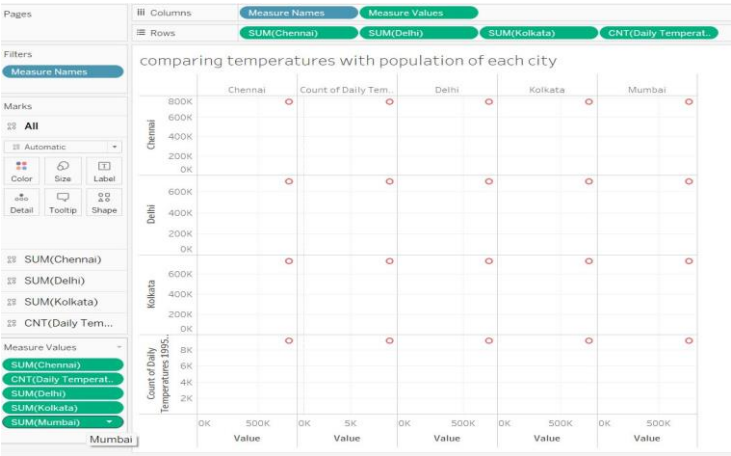 Pages
Columns
Measure Names
Measure Values
Rows
SUM(Chennai)
SUM(Delhi)
SUM(Kolkata)
CNT(Daily Temperat..
Filters
Measure Names
comparing temperatures with population of each city
Chennai
Count of Daily Tem..
Delhi
Kolkata
Mumbai
Marks
All
Automatic
Color
Size
Label
Detail
Tooltip
Shape
SUM(Chennai)
SUM(Delhi)
SUM(Kolkata)
CNT(Daily Tem...
Measure Values
SUM(Chennai)
CNT(Daily Temperat..
SUM(Delhi)
SUM(Kolkata)
SUM(Mumbai)
Mumbai
Chennai
800K
600K
400K
200K
0K
Delhi
600K
400K
200K
0K
Kolkata
600K
400K
200K
0K
Count of Daily
Temperatures 1995..
8K
6K
4K
2K
0K 500K
0K 5K
0K 500K
0K 500K
0K 500K
Value
Value
Value
Value
Value